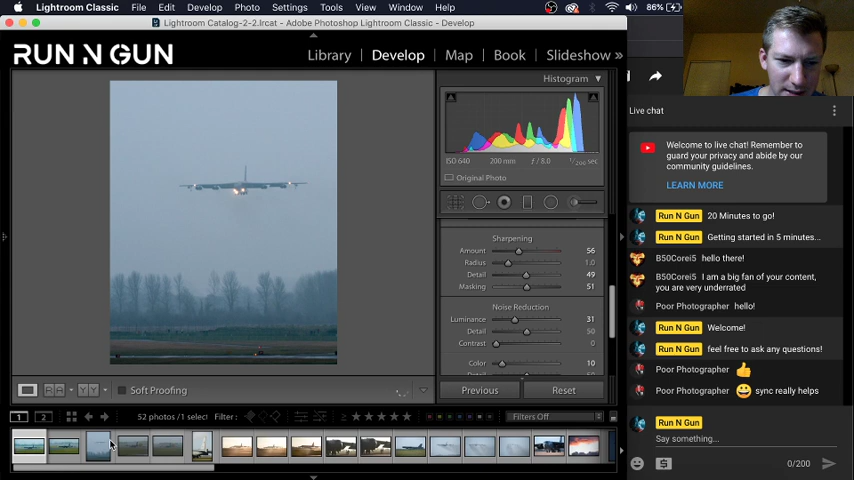 Lightroom Classic File Edit Develop Photo Settings Tools View Window Help 86%
Lightroom Catalog-2-2.lrcat - Adobe Photoshop Lightroom Classic - Develop
RUN N GUN
Library Develop Map Book Slideshow »
Histogram
ISO 640 200 mm ƒ / 8.0 1/200 sec
Original Photo
Sharpening
Amount 56
Radius 1.0
Detail 49
Masking 51
Noise Reduction
Luminance 31
Detail 50
Contrast 0
Color 10
Previous Reset
Soft Proofing
1 2 52 photos /1 select Filter: Filters Off
Live chat
Welcome to live chat! Remember to
guard your privacy and abide by our
community guidelines.
LEARN MORE
Run N Gun 20 Minutes to go!
Run N Gun Getting started in 5 minutes...
B50Corei5 hello there!
B50Corei5 I am a big fan of your content,
you are very underrated
Poor Photographer hello!
Run N Gun Welcome!
Run N Gun feel free to ask any questions!
Poor Photographer
Poor Photographer sync really helps
Run N Gun
Say something...
0/200